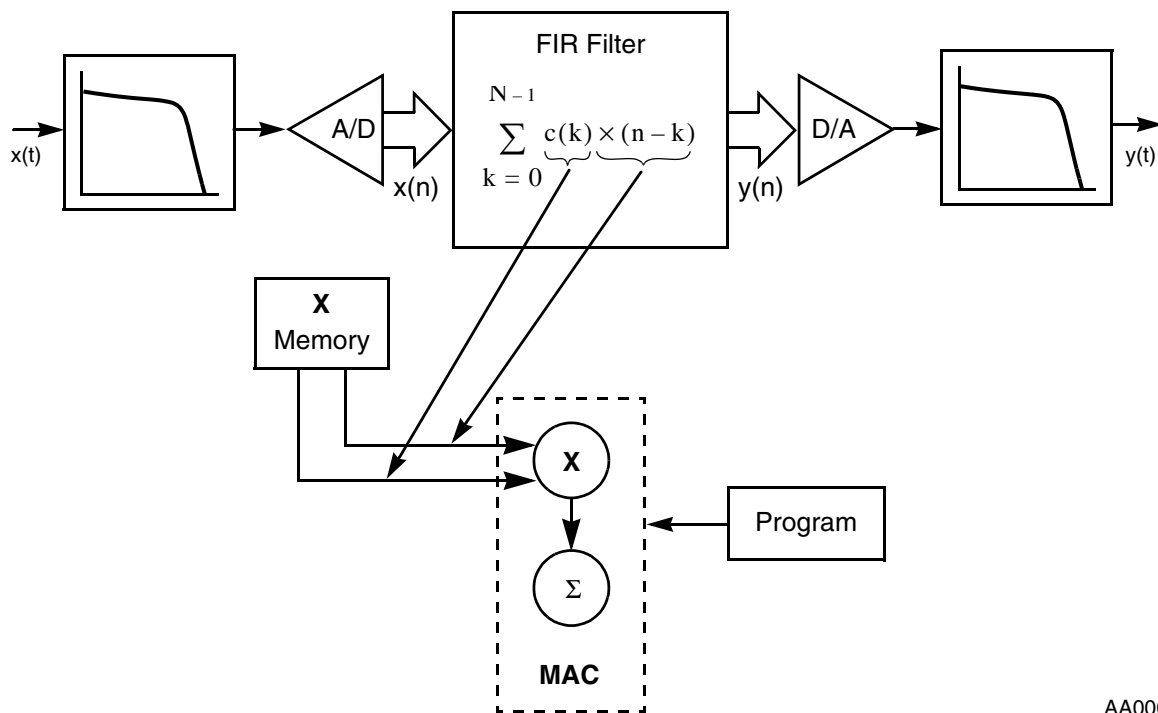 FIR Filter
N – 1
∑ c(k) × (n – k)
k = 0
x(t)
A/D
x(n)
y(n)
D/A
y(t)
X
Memory
X
Σ
MAC
Program